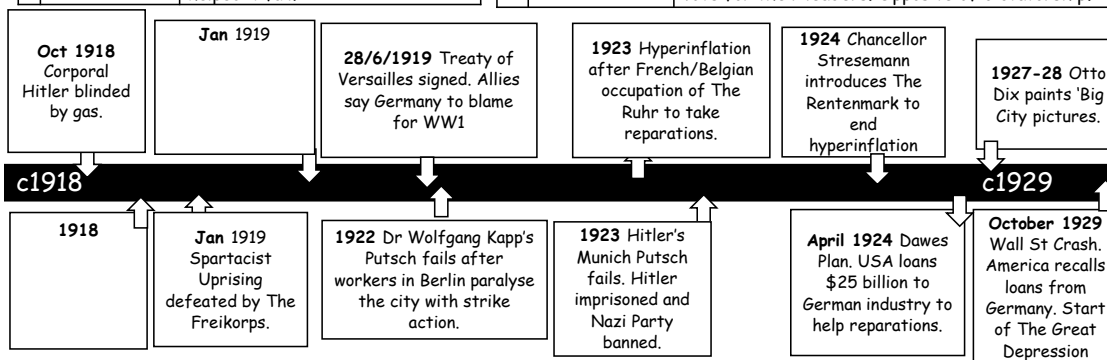 Oct 1918
Corporal
Hitler blinded
by gas.
Jan 1919
28/6/1919 Treaty of
Versailles signed. Allies
say Germany to blame
for WW1
1923 Hyperinflation
after French/Belgian
occupation of The
Ruhr to take
reparations.
1924 Chancellor
Stresemann
introduces The
Rentenmark to
end
hyperinflation
1927-28 Otto
Dix paints ‘Big
City pictures.
c1918
c1929
1918
Jan 1919
Spartacist
Uprising
defeated by The
Freikorps.
1922 Dr Wolfgang Kapp’s
Putsch fails after
workers in Berlin paralyse
the city with strike
action.
1923 Hitler’s
Munich Putsch
fails. Hitler
imprisoned and
Nazi Party
banned.
April 1924 Dawes
Plan. USA loans
$25 billion to
German industry to
help reparations.
October 1929
Wall St Crash.
America recalls
loans from
Germany. Start
of The Great
Depression